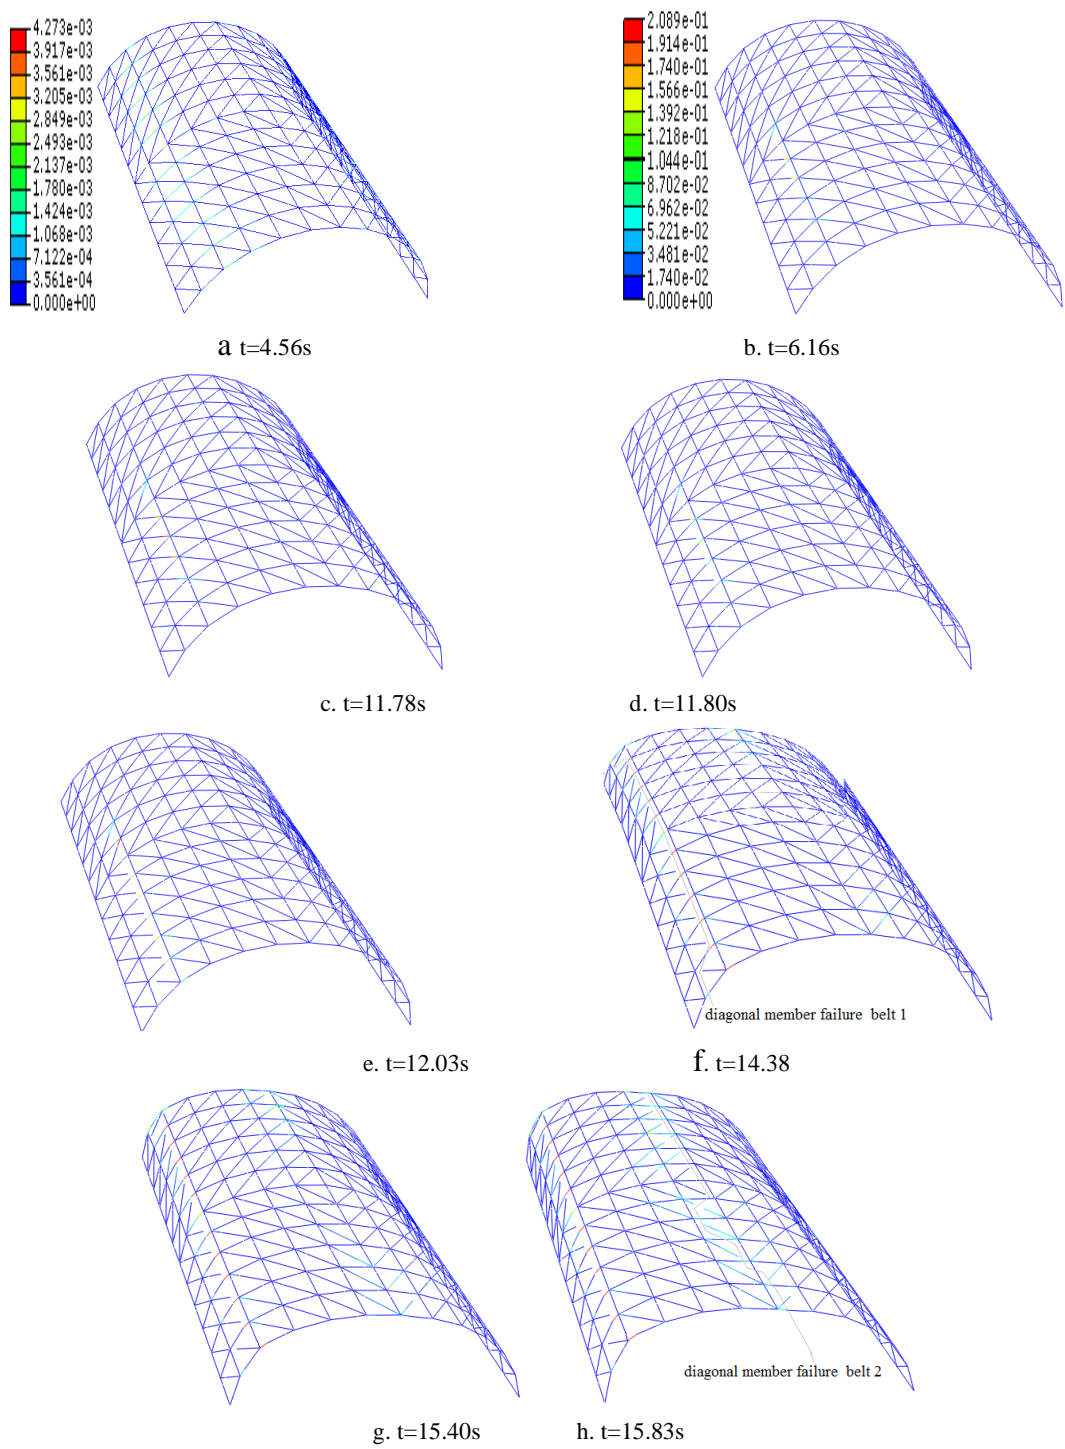 4.273e-03
3.917e-03
3.561e-03
3.205e-03
2.849e-03
2.493e-03
2.137e-03
1.780e-03
1.424e-03
1.068e-03
7.122e-04
3.561e-04
0.000e+00
2.089e-01
1.914e-01
1.740e-01
1.566e-01
1.392e-01
1.218e-01
1.044e-01
8.702e-02
6.962e-02
5.221e-02
3.481e-02
1.740e-02
0.000e+00
a t=4.56s
b. t=6.16s
c. t=11.78s
d. t=11.80s
diagonal member failure belt 1
e. t=12.03s
f. t=14.38
diagonal member failure belt 2
g. t=15.40s
h. t=15.83s